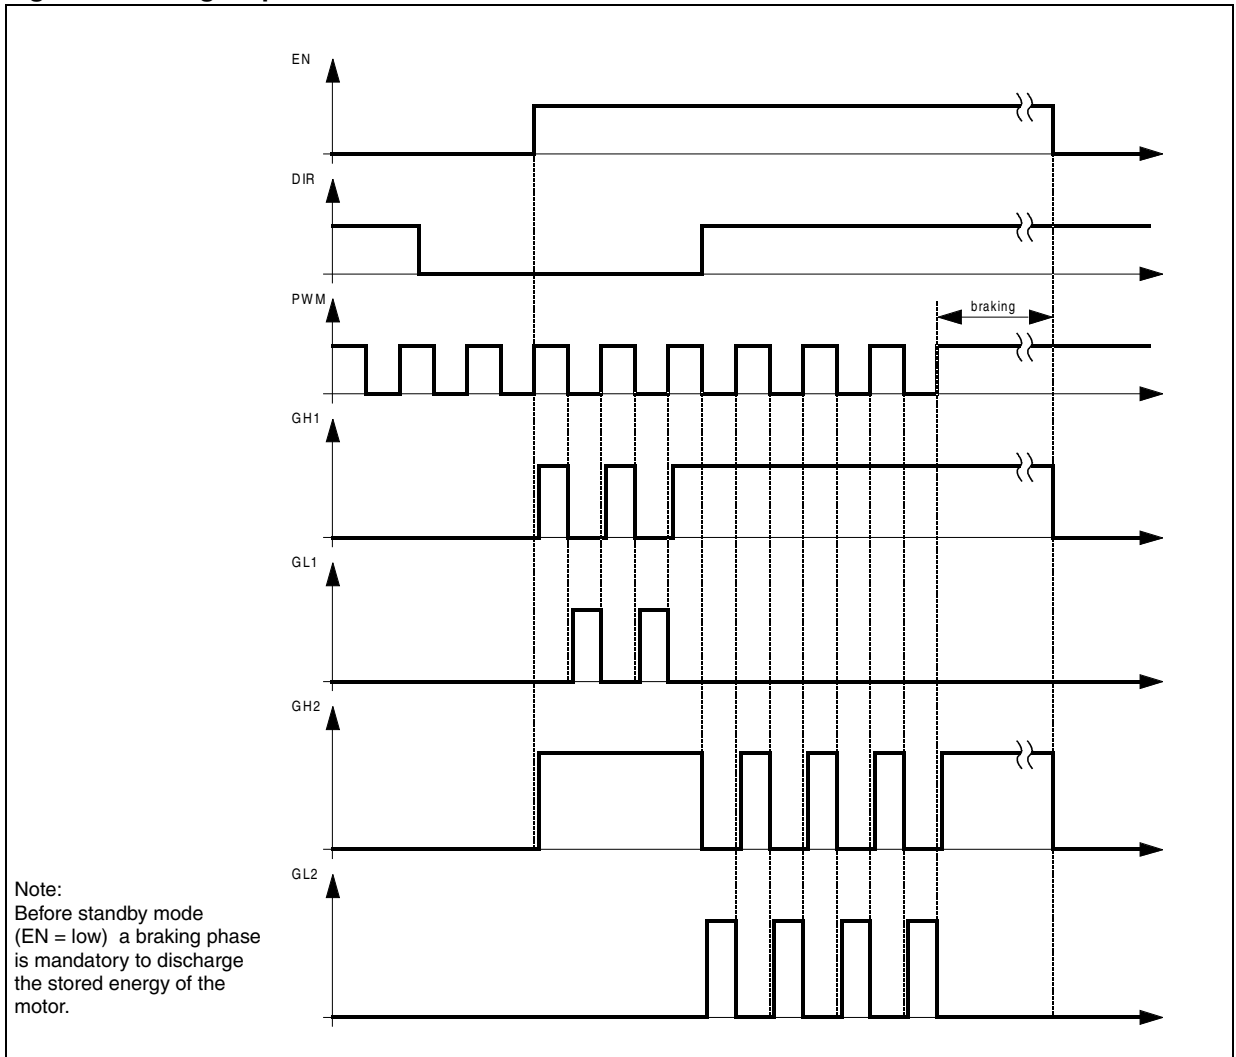 EN
DIR
PWM
braking
GH1
GL1
GH2
GL2
Note:
Before standby mode
(EN = low) a braking phase
is mandatory to discharge
the stored energy of the
motor.